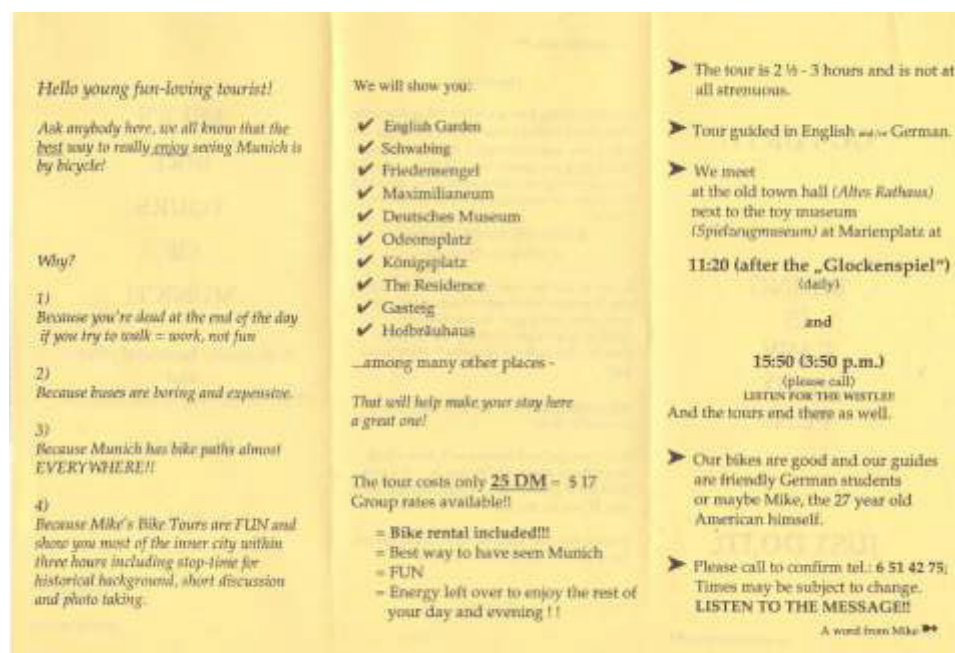 Hello young fun-loving tourist!
Ask anybody here, we all know that the
best way to really enjoy seeing Munich is
by bicycle!
Why?
1)
Because you're dead at the end of the day
if you try to walk = work, not fun
2)
Because buses are boring and expensive.
3)
Because Munich has bike paths almost
EVERYWHERE!!
4)
Because Mike's Bike Tours are FUN and
show you most of the inner city within
three hours including stop-time for
historical background, short discussion
and photo taking.
We will show you:
✔ English Garden
✔ Schwabing
✔ Friedensengel
✔ Maximilianeum
✔ Deutsches Museum
✔ Odeonsplatz
✔ Königsplatz
✔ The Residence
✔ Gasteig
✔ Hofbräuhaus
...among many other places -
That will help make your stay here
a great one!
The tour costs only 25 DM = $ 17
Group rates available!!
= Bike rental included!!!
= Best way to have seen Munich
= FUN
= Energy left over to enjoy the rest of
your day and evening ! !
➤ The tour is 2 ½ - 3 hours and is not at
all strenuous.
➤ Tour guided in English and/or German.
➤ We meet
at the old town hall (Altes Rathaus)
next to the toy museum
(Spielzeugmuseum) at Marienplatz at
11:20 (after the „Glockenspiel")
(daily)
and
15:50 (3:50 p.m.)
(please call)
LISTEN FOR THE WISTLE!!
And the tours end there as well.
➤ Our bikes are good and our guides
are friendly German students
or maybe Mike, the 27 year old
American himself.
➤ Please call to confirm tel.: 6 51 42 75;
Times may be subject to change.
LISTEN TO THE MESSAGE!!
A word from Mike